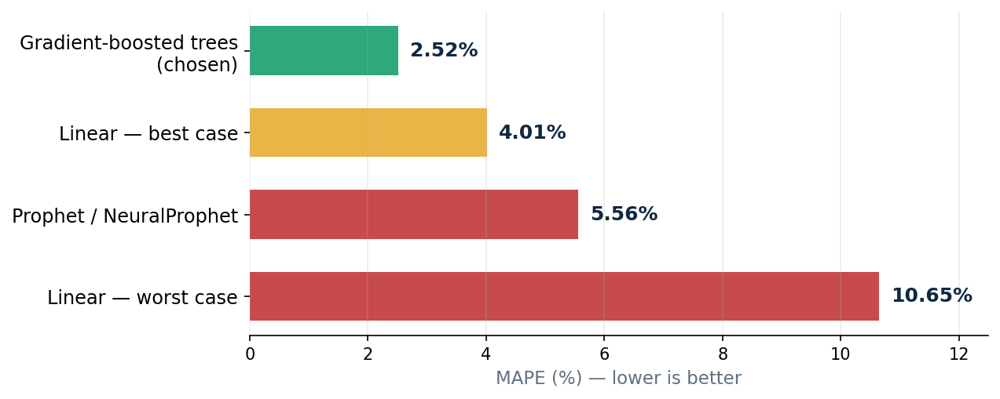 Gradient-boosted trees
(chosen)
2.52%
Linear — best case
4.01%
Prophet / NeuralProphet
5.56%
Linear — worst case
10.65%
0 2 4 6 8 10 12
MAPE (%) — lower is better